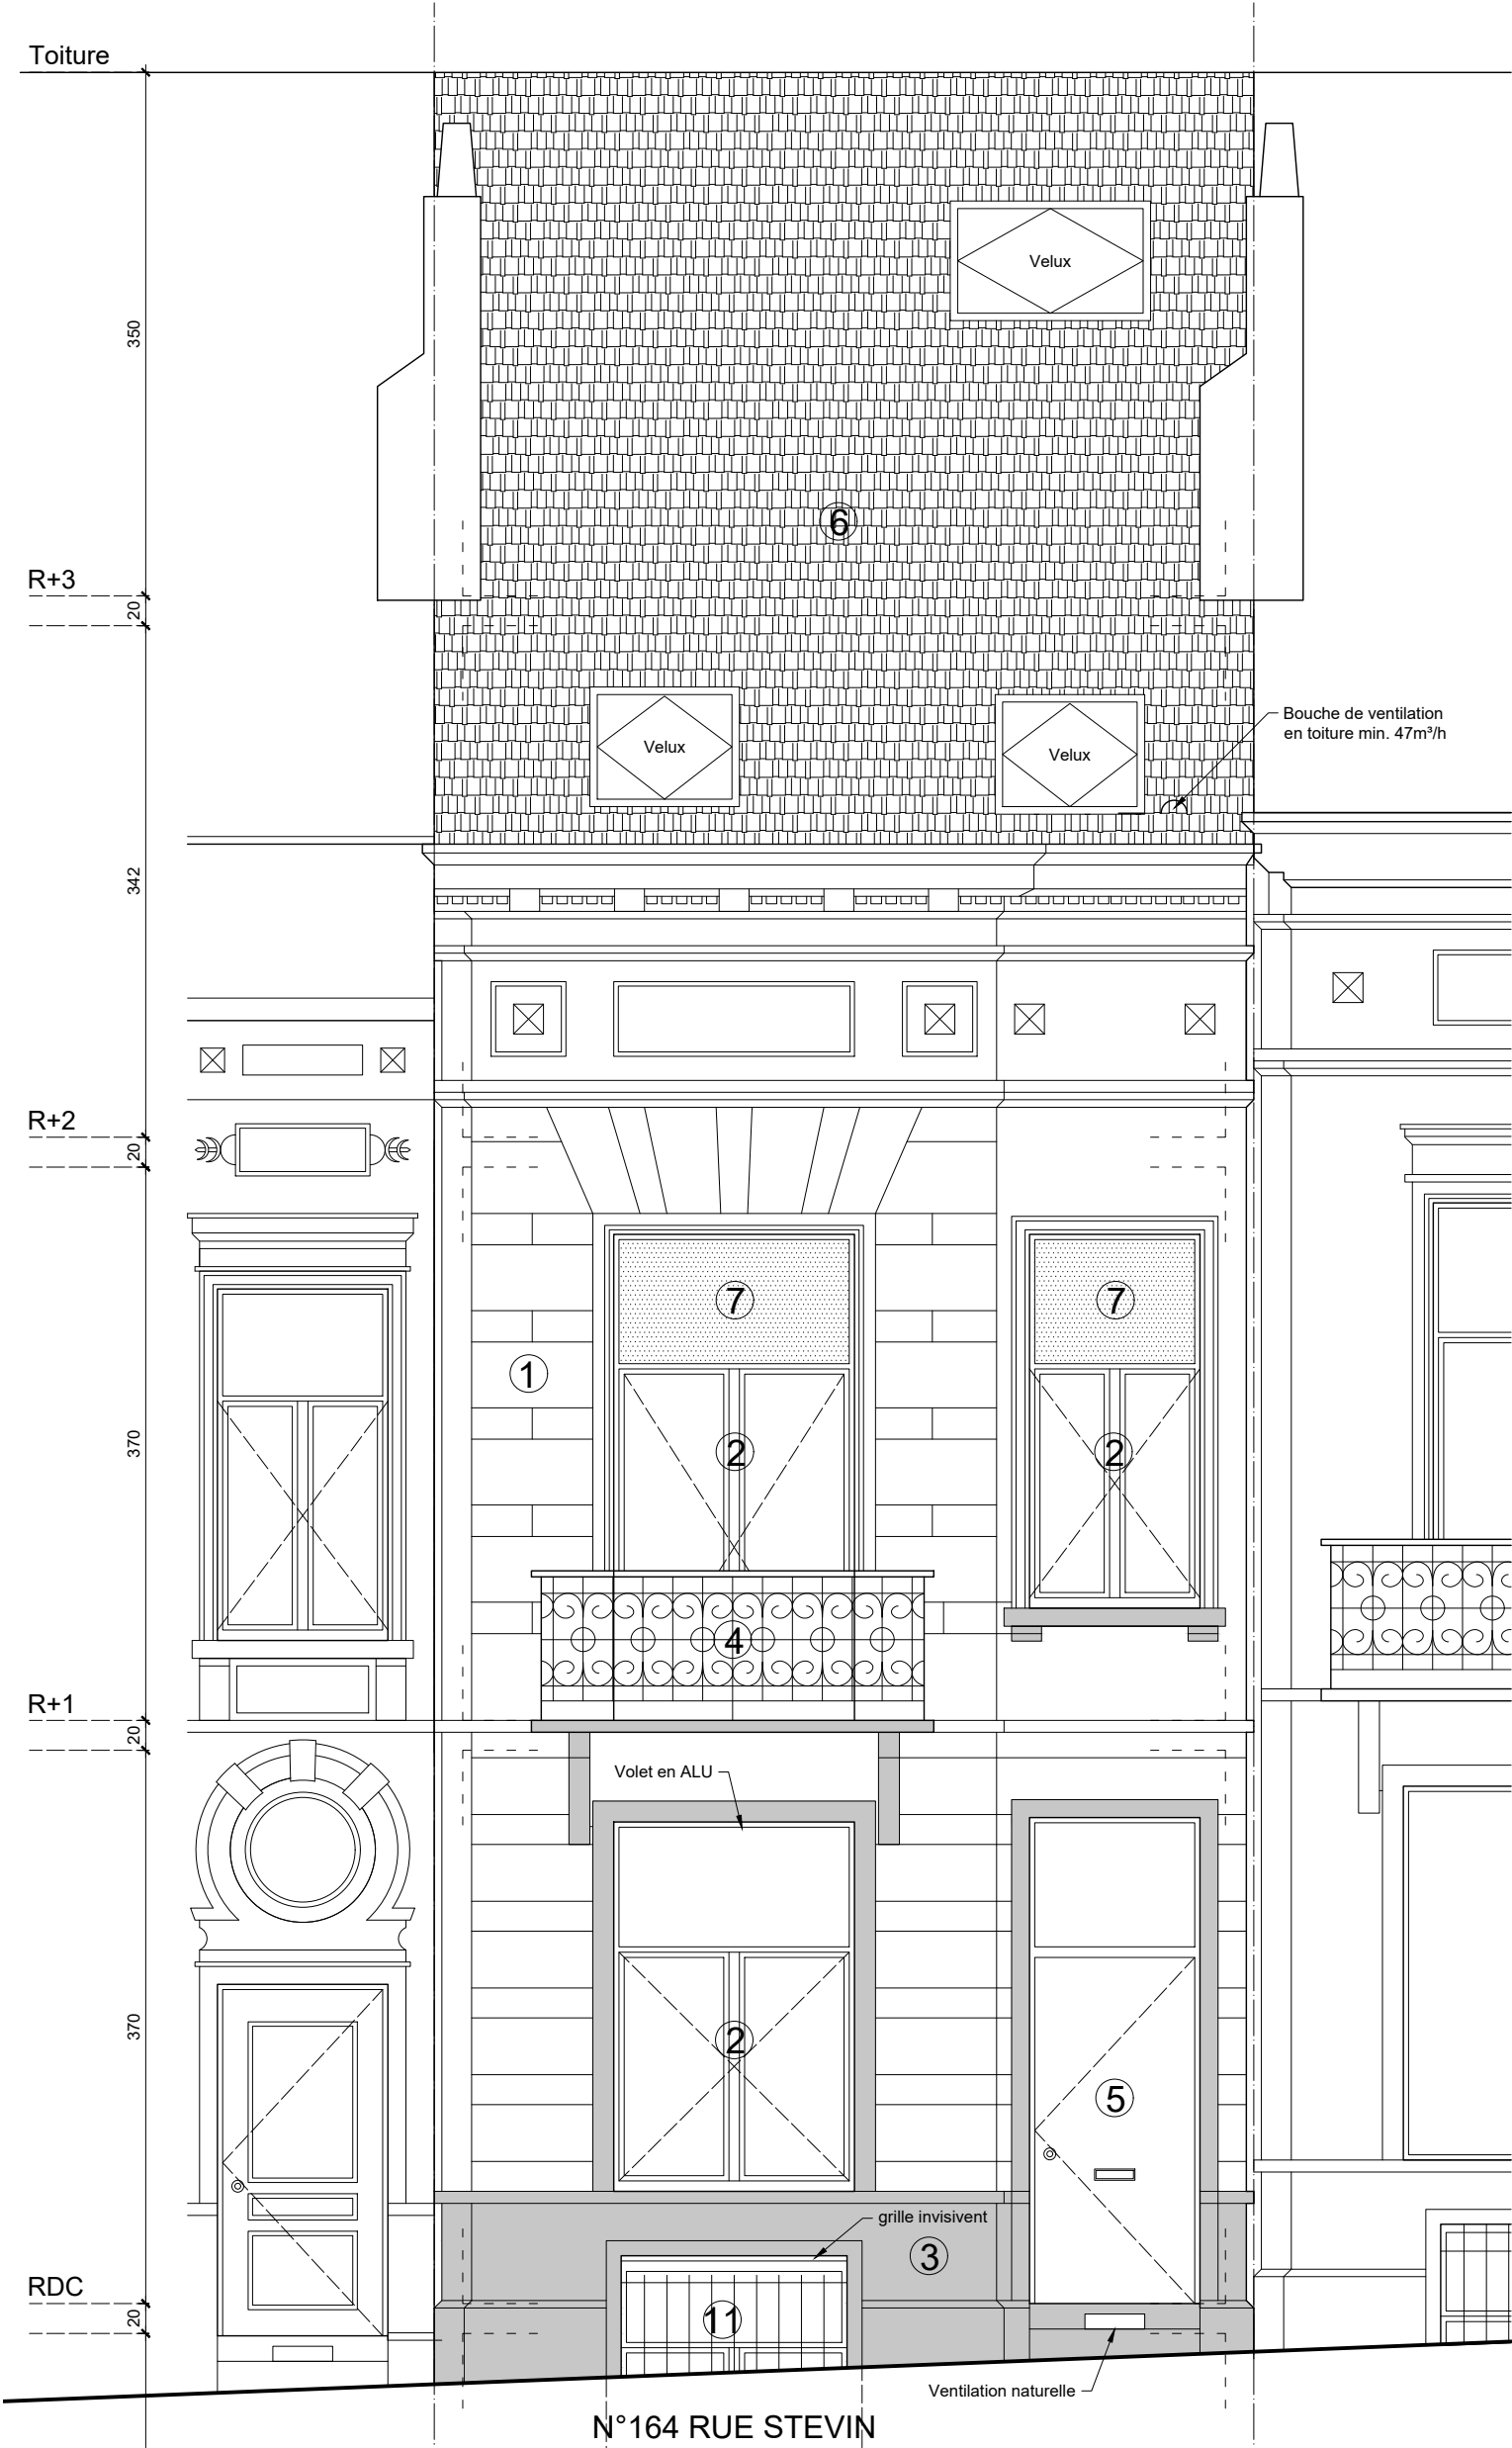 Toiture
350
Velux
6
R+3
20
Velux
Velux
Bouche de ventilation
en toiture min. 47m³/h
342
R+2
20
7
7
1
2
2
370
4
R+1
20
Volet en ALU
370
2
5
grille invisivent
3
RDC
20
11
Ventilation naturelle
N°164 RUE STEVIN